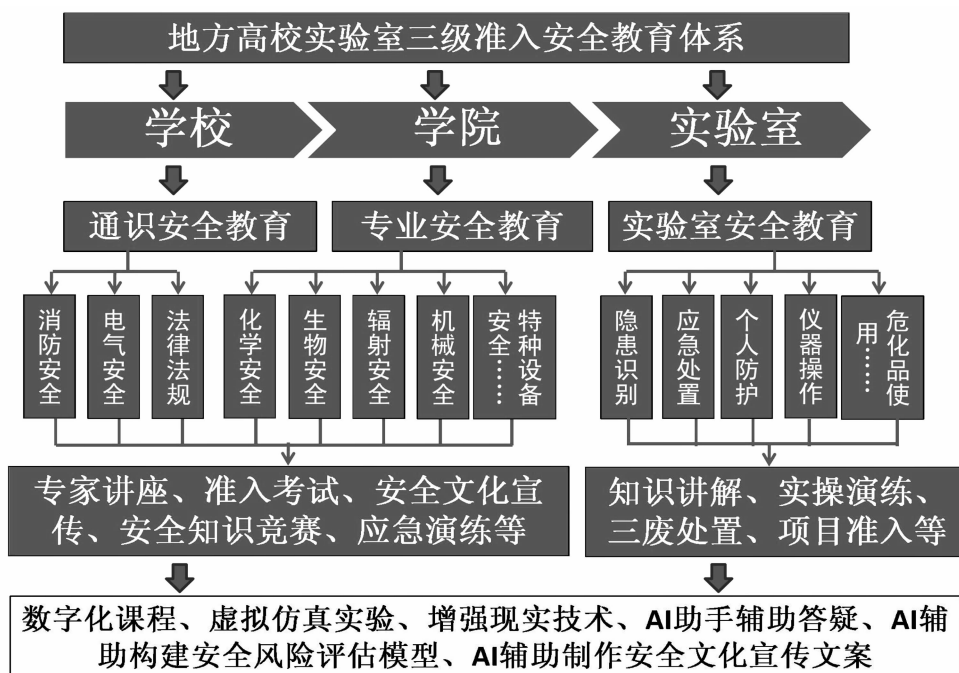 地方高校实验室三级准入安全教育体系
学校
学院
实验室
通识安全教育
专业安全教育
实验室安全教育
消防安全
电气安全
法律法规
化学安全
生物安全
辐射安全
机械安全
特种设备
安全……
隐患识别
应急处置
个人防护
仪器操作
危化品使
用……
专家讲座、准入考试、安全文化宣
传、安全知识竞赛、应急演练等
知识讲解、实操演练、
三废处置、项目准入等
数字化课程、虚拟仿真实验、增强现实技术、AI助手辅助答疑、AI辅
助构建安全风险评估模型、AI辅助制作安全文化宣传文案